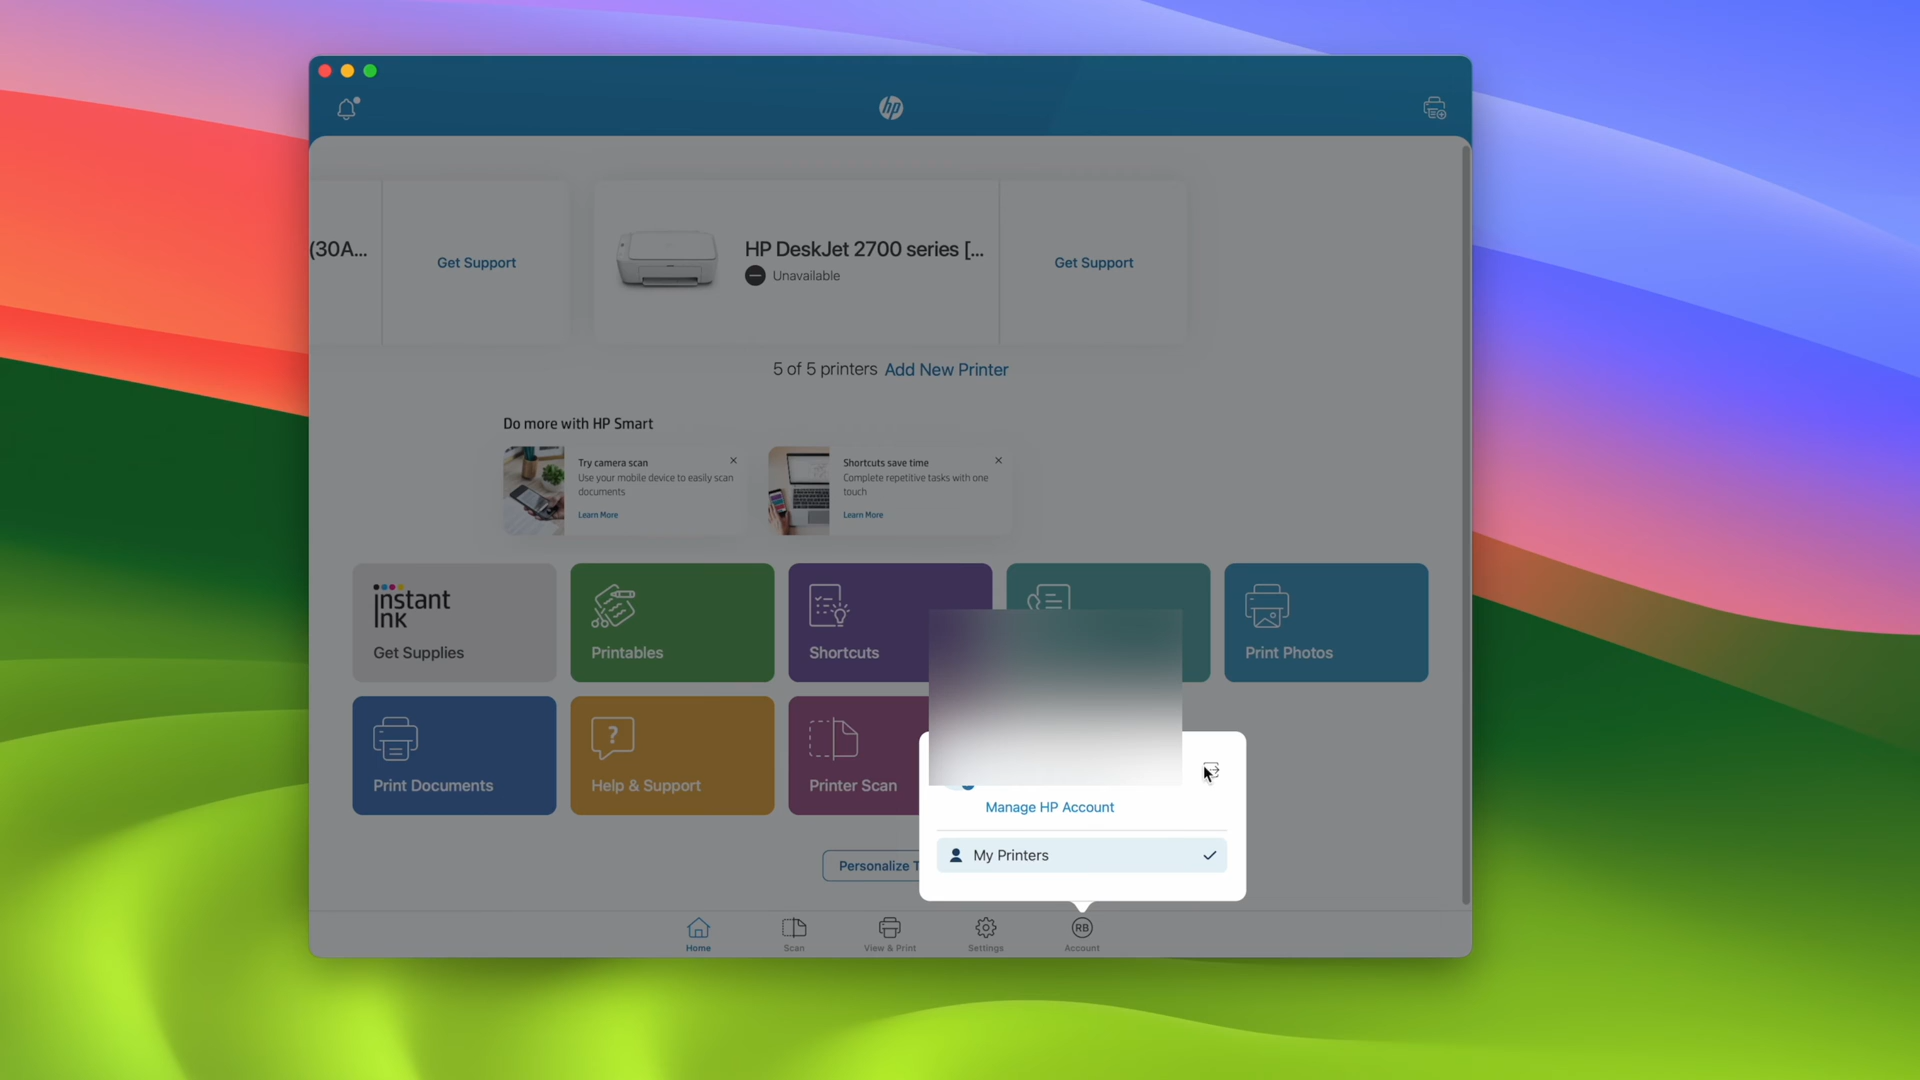 hp
(30A...
Get Support
HP DeskJet 2700 series [...
Unavailable
Get Support
5 of 5 printers Add New Printer
Do more with HP Smart
Try camera scan
Use your mobile device to easily scan
documents
Learn More
Shortcuts save time
Complete repetitive tasks with one
touch
Learn More
instant
ink
Get Supplies
Printables
Shortcuts
Print Photos
Print Documents
Help & Support
Printer Scan
Manage HP Account
My Printers
Personalize T
Home
Scan
View & Print
Settings
RB
Account